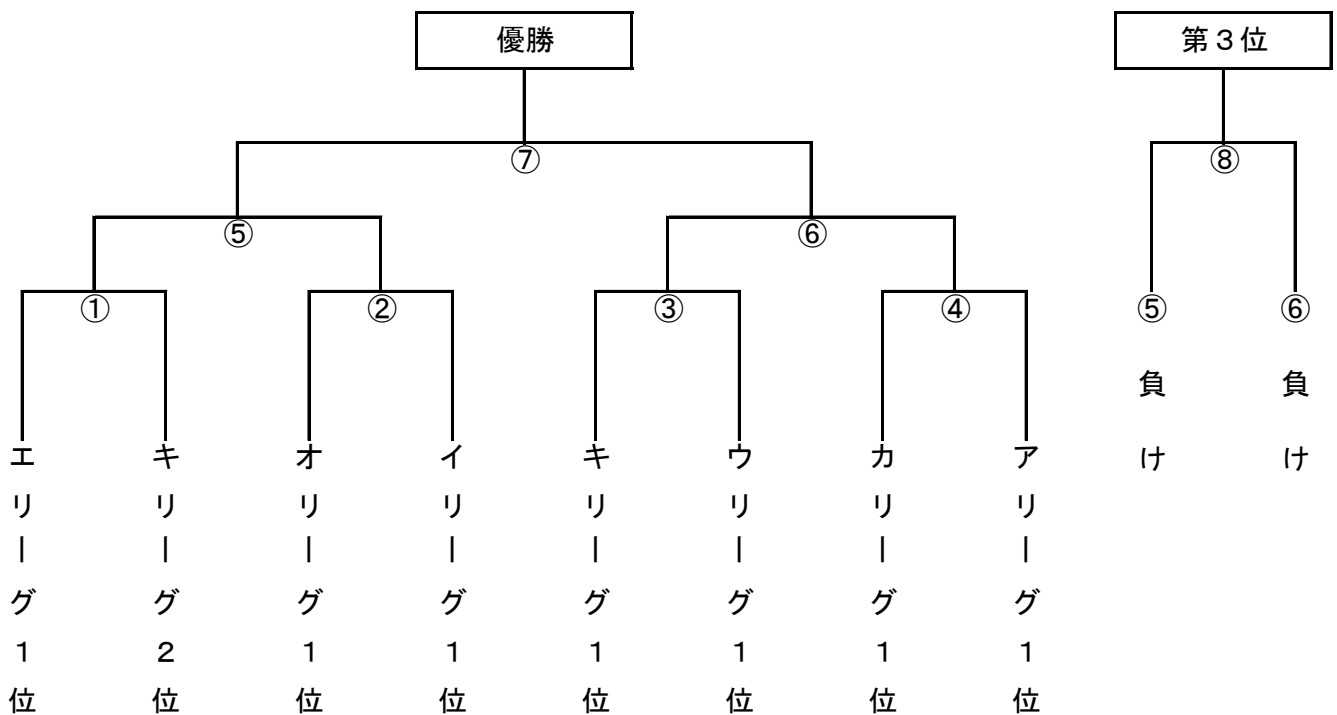 優勝
第３位
⑦
⑧
⑤
⑥
①
②
③
④
⑤負け
⑥負け
エリーグ１位
キリーグ２位
オリーグ１位
イリーグ１位
キリーグ１位
ウリーグ１位
カリーグ１位
アリーグ１位